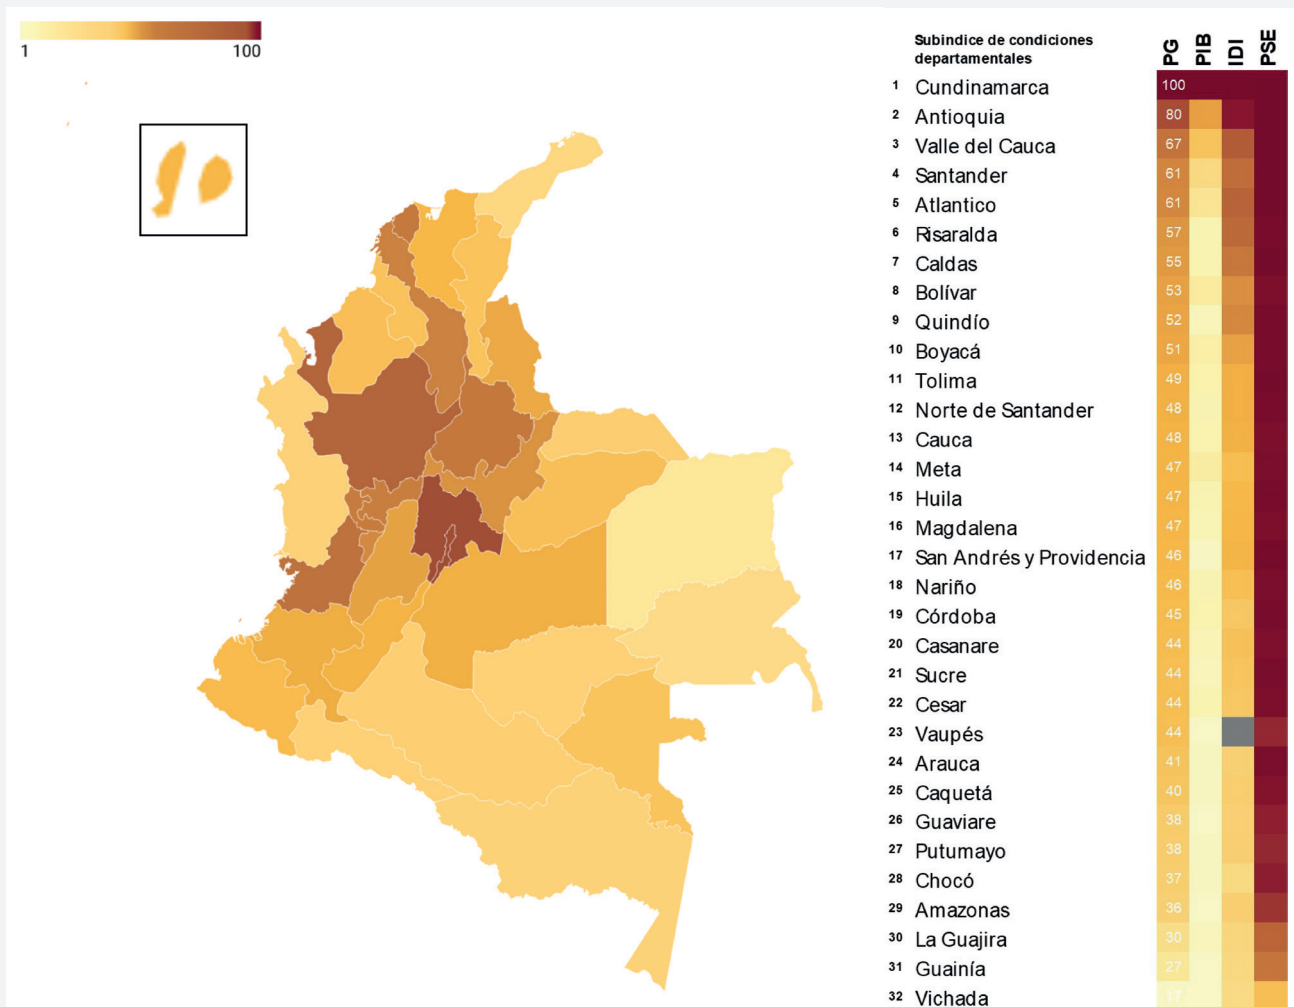 1 100
Subindice de condiciones
departamentales
PG PIB IDI PSE
1 Cundinamarca 100
2 Antioquia 80
3 Valle del Cauca 67
4 Santander 61
5 Atlantico 61
6 Risaralda 57
7 Caldas 55
8 Bolívar 53
9 Quindío 52
10 Boyacá 51
11 Tolima 49
12 Norte de Santander 48
13 Cauca 48
14 Meta 47
15 Huila 47
16 Magdalena 47
17 San Andrés y Providencia 46
18 Nariño 46
19 Córdoba 45
20 Casanare 44
21 Sucre 44
22 Cesar 44
23 Vaupés 44
24 Arauca 41
25 Caquetá 40
26 Guaviare 38
27 Putumayo 38
28 Chocó 37
29 Amazonas 36
30 La Guajira 30
31 Guainía 27
32 Vichada 17